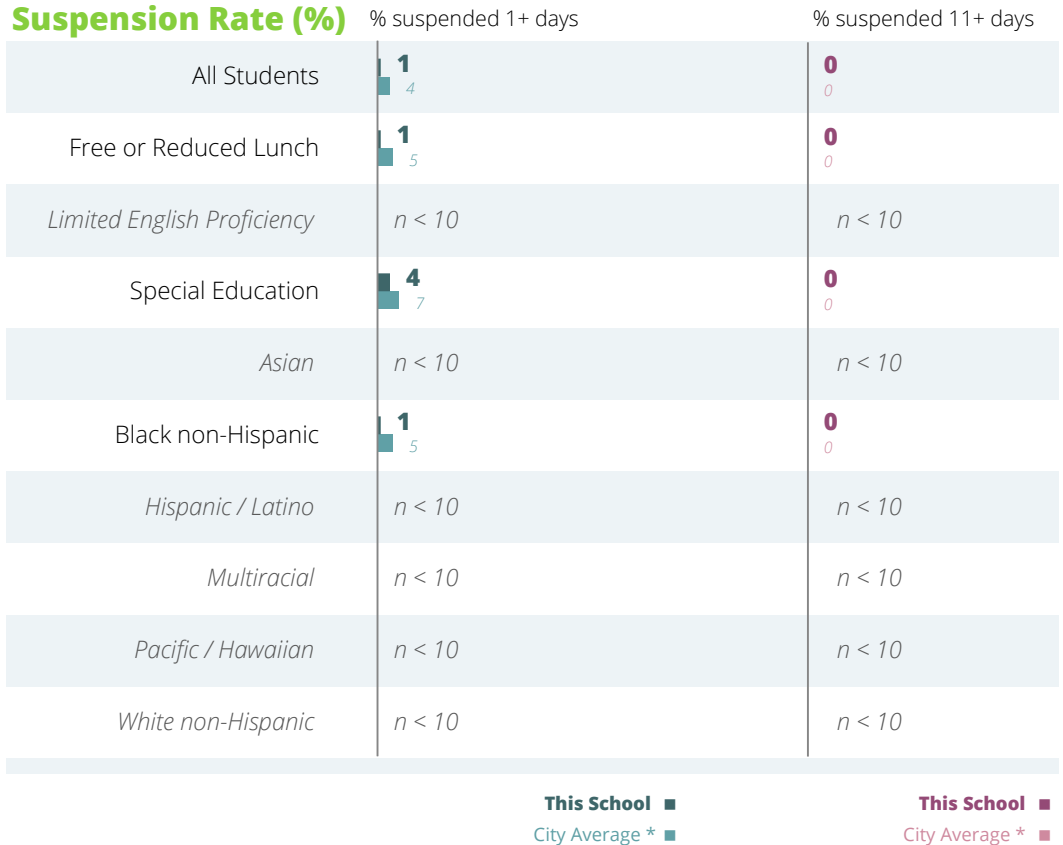 Suspension Rate (%) % suspended 1+ days % suspended 11+ days
All Students 1 0
4 0
Free or Reduced Lunch 1 0
5 0
Limited English Proficiency n < 10 n < 10
Special Education 4 0
7 0
Asian n < 10 n < 10
Black non-Hispanic 1 0
5 0
Hispanic / Latino n < 10 n < 10
Multiracial n < 10 n < 10
Pacific / Hawaiian n < 10 n < 10
White non-Hispanic n < 10 n < 10
This School This School
City Average * City Average *